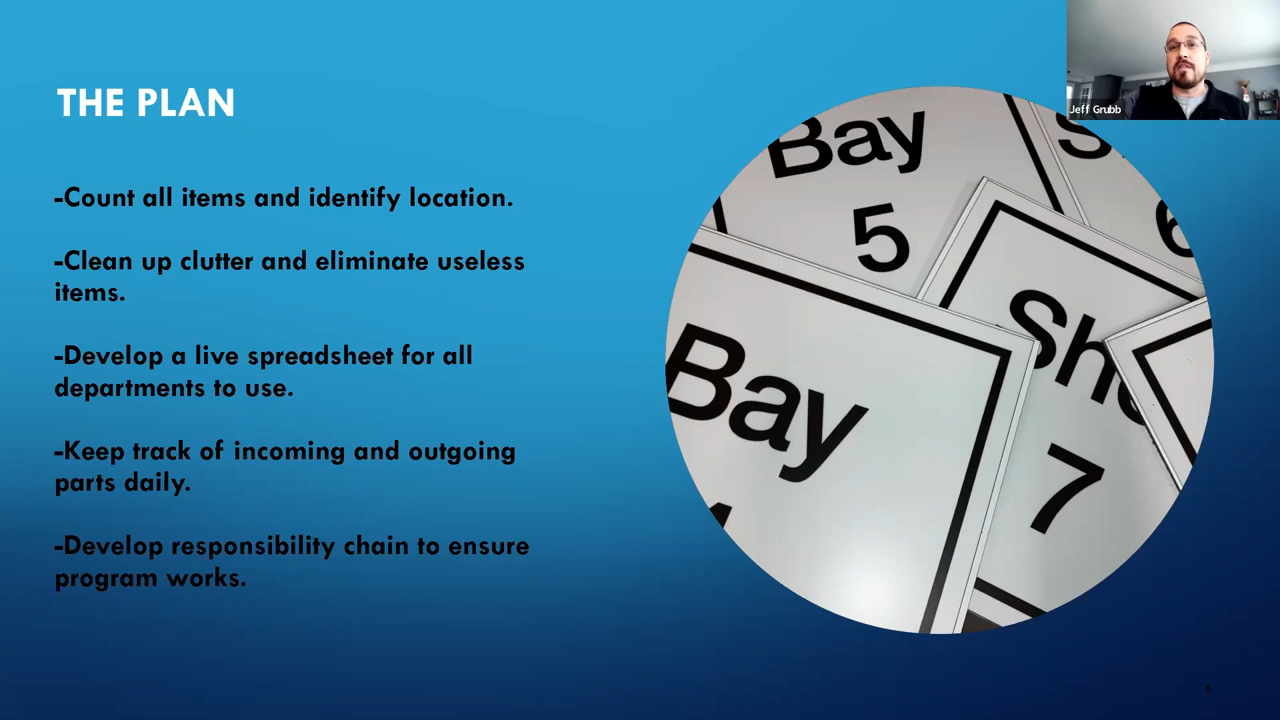 THE PLAN
-Count all items and identify location.
-Clean up clutter and eliminate useless
items.
-Develop a live spreadsheet for all
departments to use.
-Keep track of incoming and outgoing
parts daily.
-Develop responsibility chain to ensure
program works.
Jeff Grubb
Bay
5
6
Bay
7